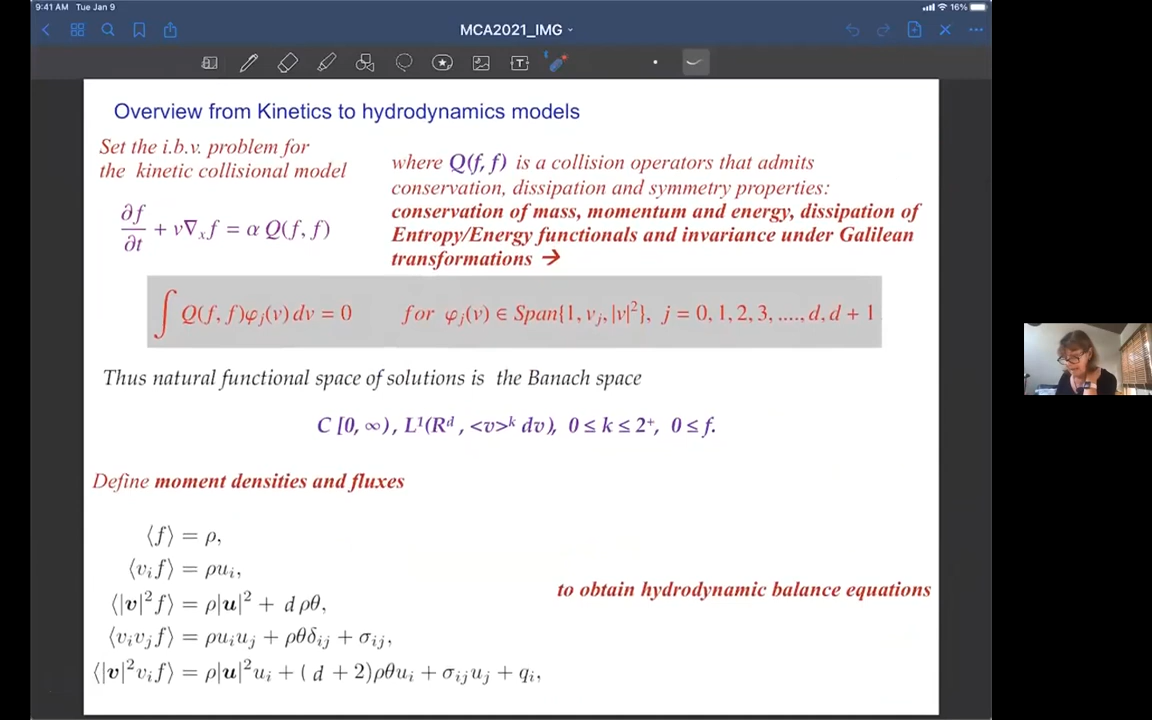 9:41 AM Tue Jan 9
16%
MCA2021_IMG
Overview from Kinetics to hydrodynamics models
Set the i.b.v. problem for
the kinetic collisional model
∂f/∂t + v∇ₓf = α Q(f, f)
where Q(f, f) is a collision operators that admits
conservation, dissipation and symmetry properties:
conservation of mass, momentum and energy, dissipation of
Entropy/Energy functionals and invariance under Galilean
transformations →
∫ Q(f, f)φⱼ(v) dv = 0 for φⱼ(v) ∈ Span{1, vⱼ, |v|²}, j = 0, 1, 2, 3, ...., d, d + 1
Thus natural functional space of solutions is the Banach space
C [0, ∞), L¹(Rᵈ , <v>ᵏ dv), 0 ≤ k ≤ 2⁺, 0 ≤ f.
Define moment densities and fluxes
⟨f⟩ = ρ,
⟨vᵢf⟩ = ρuᵢ,
⟨|v|²f⟩ = ρ|u|² + d ρθ,
⟨vᵢvⱼf⟩ = ρuᵢuⱼ + ρθδᵢⱼ + σᵢⱼ,
⟨|v|²vᵢf⟩ = ρ|u|²uᵢ + ( d + 2)ρθuᵢ + σᵢⱼuⱼ + qᵢ,
to obtain hydrodynamic balance equations